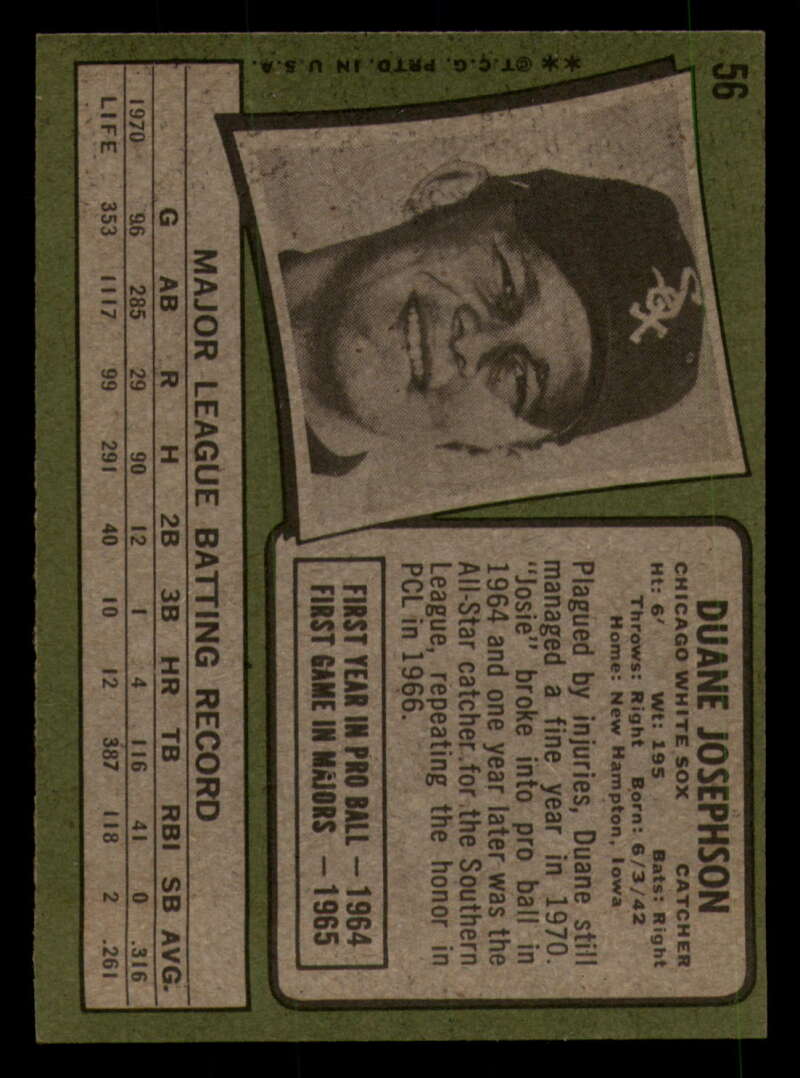 56
Sox
DUANE JOSEPHSON
CHICAGO WHITE SOX CATCHER
Ht: 6' Wt: 195 Bats: Right
Throws: Right Born: 6/3/42
Home: New Hampton, Iowa
Plagued by injuries, Duane still
managed a fine year in 1970.
"Josie" broke into pro ball in
1964 and one year later was the
All-Star catcher for the Southern
League, repeating the honor in
PCL in 1966.
FIRST YEAR IN PRO BALL — 1964
FIRST GAME IN MAJORS — 1965
MAJOR LEAGUE BATTING RECORD
G AB R H 2B 3B HR TB RBI SB AVG.
1970 96 285 29 90 12 1 4 116 41 0 .316
LIFE 353 1117 99 291 40 10 12 387 118 2 .261
**©T.C.G. PRTD. IN U.S.A.